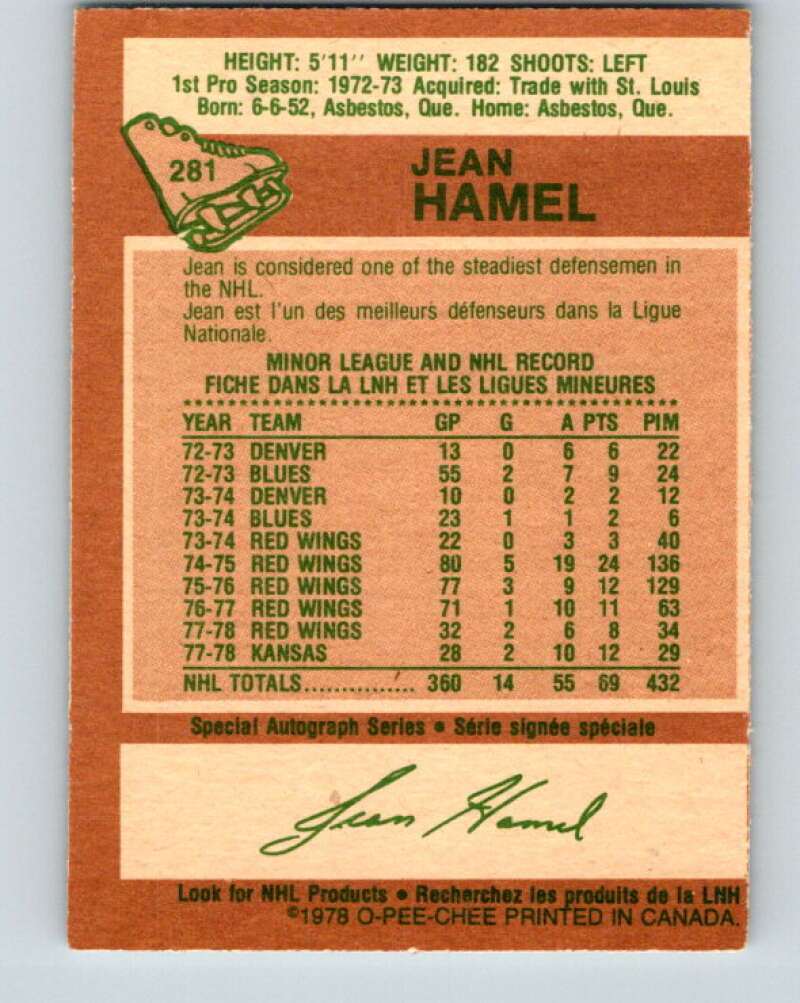 HEIGHT: 5'11'' WEIGHT: 182 SHOOTS: LEFT
1st Pro Season: 1972-73 Acquired: Trade with St. Louis
Born: 6-6-52, Asbestos, Que. Home: Asbestos, Que.
281
JEAN
HAMEL
Jean is considered one of the steadiest defensemen in
the NHL.
Jean est l'un des meilleurs défenseurs dans la Ligue
Nationale.
MINOR LEAGUE AND NHL RECORD
FICHE DANS LA LNH ET LES LIGUES MINEURES
YEAR TEAM GP G A PTS PIM
72-73 DENVER 13 0 6 6 22
72-73 BLUES 55 2 7 9 24
73-74 DENVER 10 0 2 2 12
73-74 BLUES 23 1 1 2 6
73-74 RED WINGS 22 0 3 3 40
74-75 RED WINGS 80 5 19 24 136
75-76 RED WINGS 77 3 9 12 129
76-77 RED WINGS 71 1 10 11 63
77-78 RED WINGS 32 2 6 8 34
77-78 KANSAS 28 2 10 12 29
NHL TOTALS............... 360 14 55 69 432
Special Autograph Series • Série signée spéciale
Jean Hamel
Look for NHL Products • Recherchez les produits de la LNH
©1978 O-PEE-CHEE PRINTED IN CANADA.